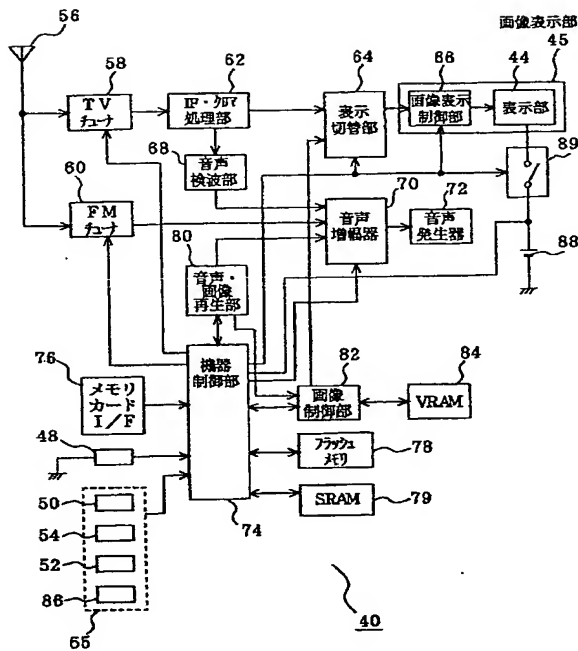 画像表示部
45
56
58
62
64
66
44
TV
チューナ
IF・クロマ
処理部
表示
切替部
画像表示
制御部
表示部
89
68
音声
検波部
60
FM
チューナ
70
音声
増幅器
72
音声
発生器
80
音声・
画像
再生部
88
76
メモリ
カード
I/F
機器
制御部
82
画像
制御部
84
VRAM
48
フラッシュ
メモリ
78
50
54
52
86
65
SRAM
79
74
40